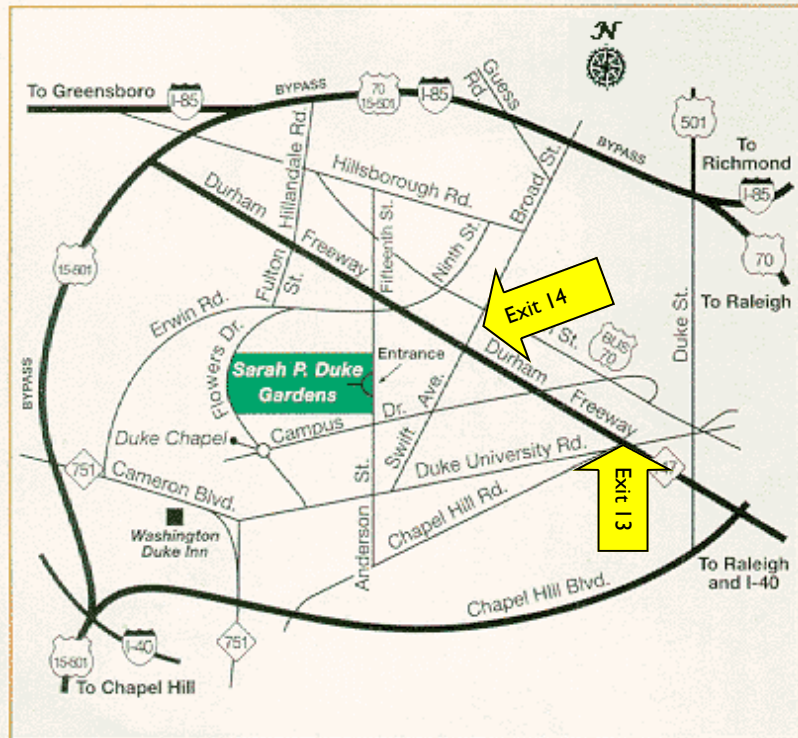 N
To Greensboro
I-85
BYPASS
70
15-501
I-85
Guess
Rd.
501
To
Richmond
I-85
BYPASS
70
To Raleigh
Hillandale Rd.
Hillsborough Rd.
Broad St.
Durham
Freeway
Fifteenth St.
Ninth St.
15-501
Fulton
St.
Erwin Rd.
Exit 14
St.
BUS
70
Duke St.
BYPASS
Flowers Dr.
Sarah P. Duke
Gardens
Entrance
Durham
Freeway
Duke Chapel
Campus
Dr.
Swift Ave.
Duke University Rd.
751
Cameron Blvd.
Anderson St.
Chapel Hill Rd.
Exit 13
Washington
Duke Inn
To Raleigh
and I-40
Chapel Hill Blvd.
751
I-40
15-501
To Chapel Hill